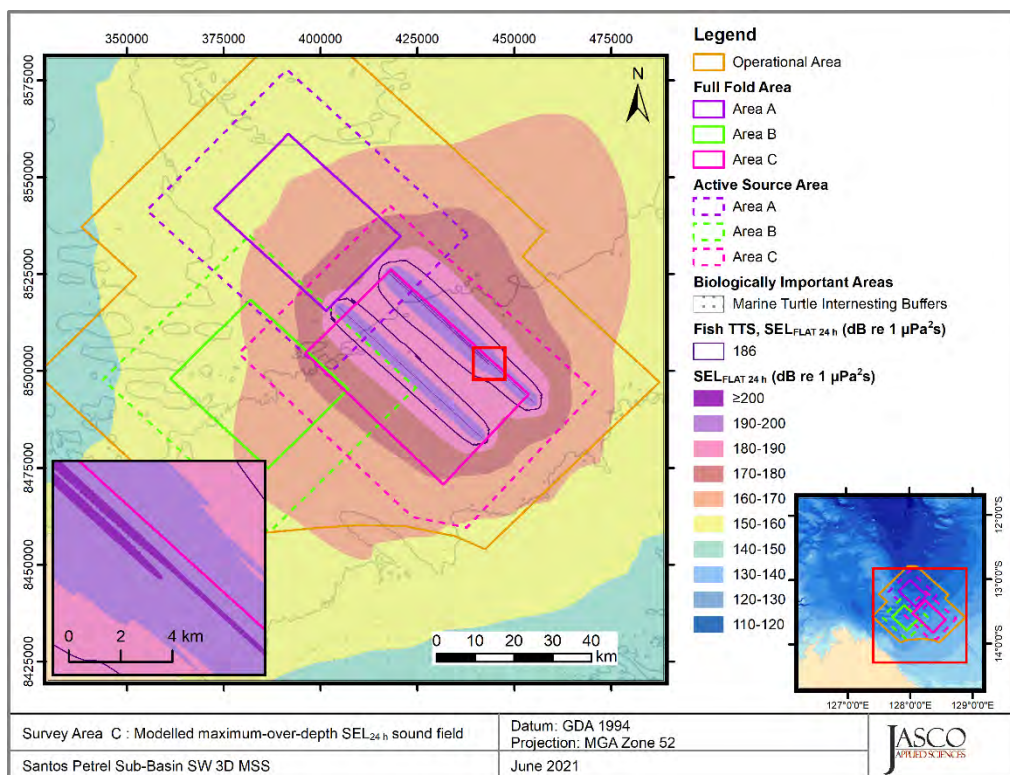 350000 375000 400000 425000 450000 475000
8575000
8550000
8525000
8500000
8475000
8450000
8425000
N
0 2 4 km
0 10 20 30 40
km
Legend
Operational Area
Full Fold Area
Area A
Area B
Area C
Active Source Area
Area A
Area B
Area C
Biologically Important Areas
Marine Turtle Internesting Buffers
Fish TTS, SELFLAT 24 h (dB re 1 µPa²s)
186
SELFLAT 24 h (dB re 1 µPa²s)
≥200
190-200
180-190
170-180
160-170
150-160
140-150
130-140
120-130
110-120
12°0'0"S
13°0'0"S
14°0'0"S
127°0'0"E 128°0'0"E 129°0'0"E
Survey Area C : Modelled maximum-over-depth SEL24 h sound field
Datum: GDA 1994
Projection: MGA Zone 52
Santos Petrel Sub-Basin SW 3D MSS
June 2021
JASCO
APPLIED SCIENCES